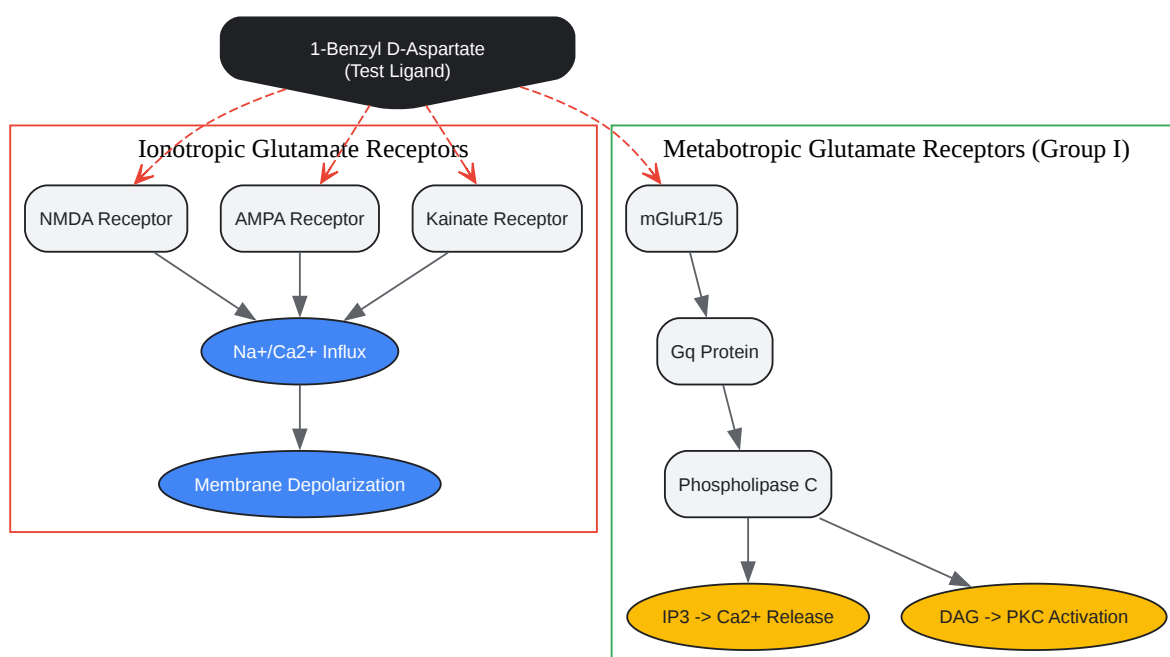 1-Benzyl D-Aspartate
(Test Ligand)
Ionotropic Glutamate Receptors
Metabotropic Glutamate Receptors (Group I)
NMDA Receptor
AMPA Receptor
Kainate Receptor
mGluR1/5
Na+/Ca2+ Influx
Gq Protein
Membrane Depolarization
Phospholipase C
IP3 -> Ca2+ Release
DAG -> PKC Activation